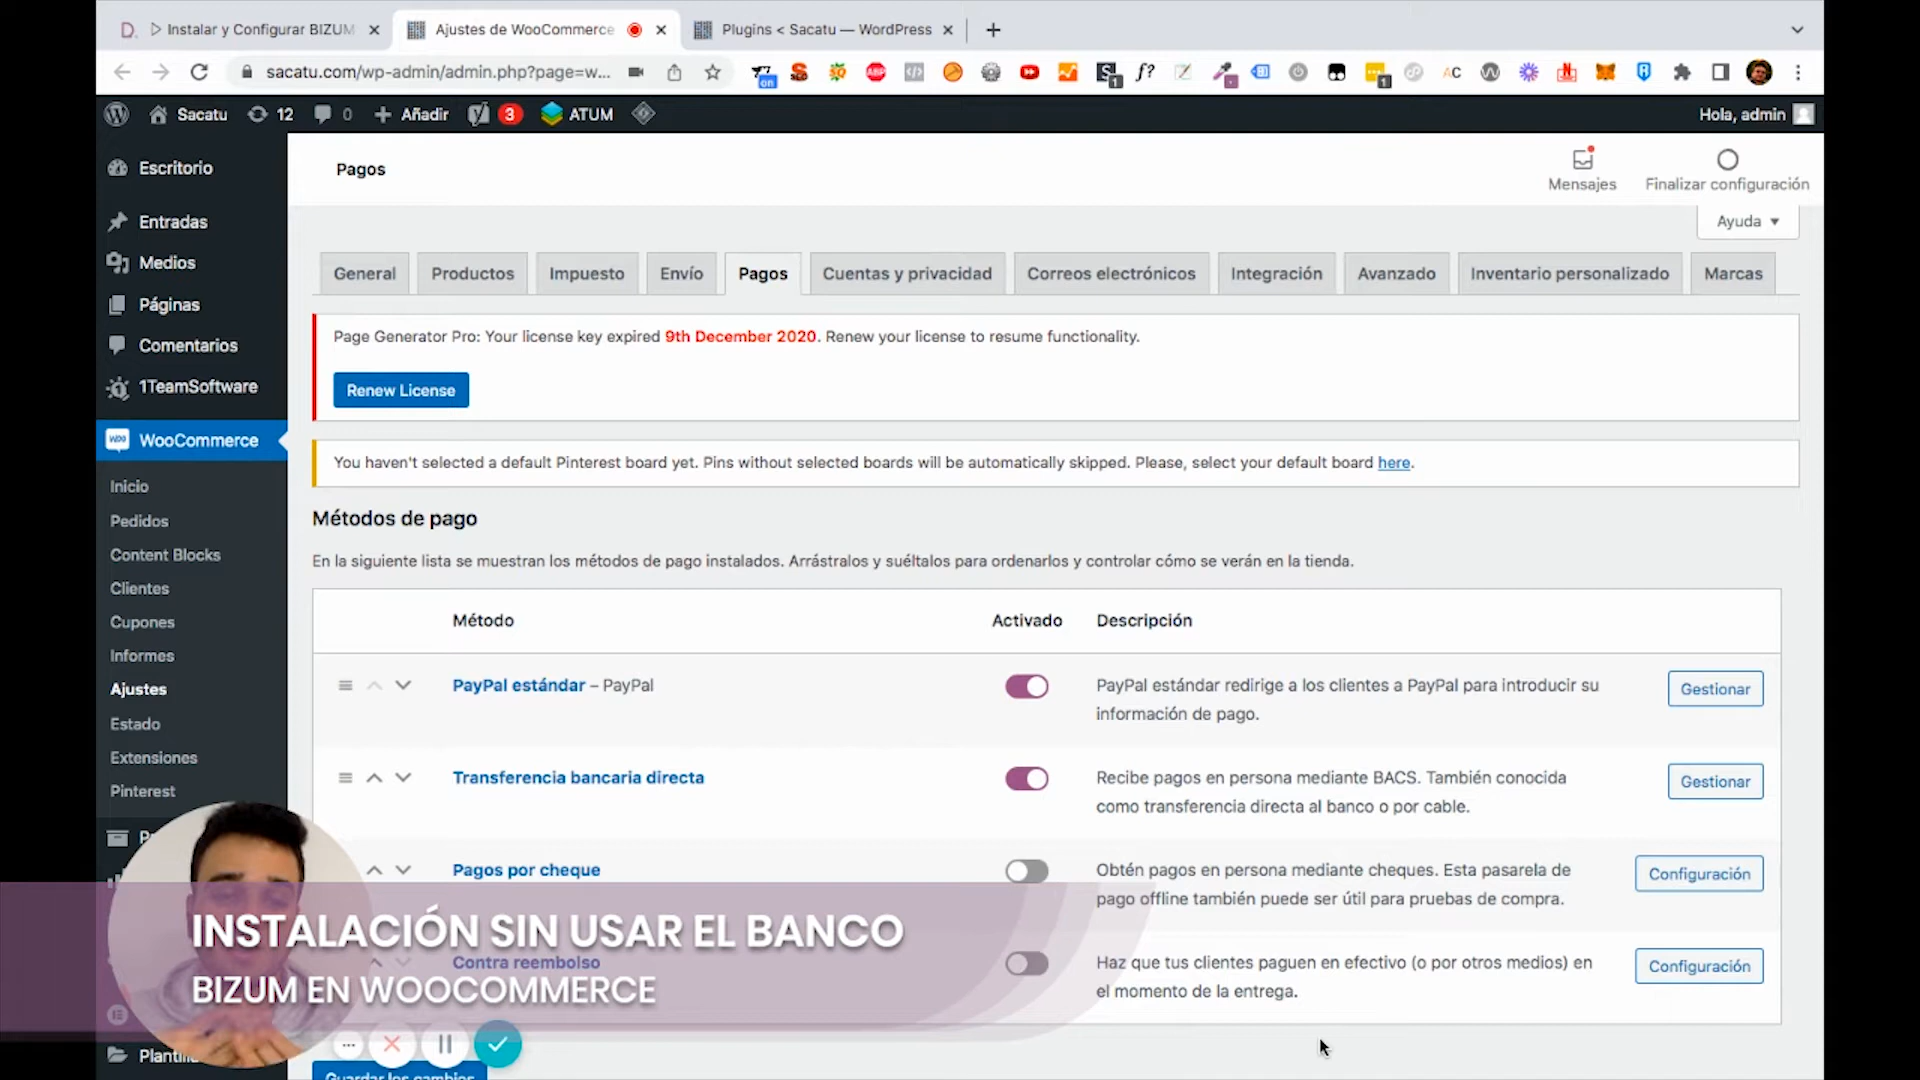 Instalar y Configurar BIZUM
Ajustes de WooCommerce
Plugins < Sacatu — WordPress
sacatu.com/wp-admin/admin.php?page=w...
on
ABP
f?
AC
1
1
Sacatu
12
0
Añadir
3
ATUM
Hola, admin
Escritorio
Entradas
Medios
Páginas
Comentarios
1TeamSoftware
WooCommerce
Inicio
Pedidos
Content Blocks
Clientes
Cupones
Informes
Ajustes
Estado
Extensiones
Pinterest
Pagos
Mensajes
Finalizar configuración
Ayuda
General
Productos
Impuesto
Envío
Pagos
Cuentas y privacidad
Correos electrónicos
Integración
Avanzado
Inventario personalizado
Marcas
Page Generator Pro: Your license key expired 9th December 2020. Renew your license to resume functionality.
Renew License
You haven't selected a default Pinterest board yet. Pins without selected boards will be automatically skipped. Please, select your default board here.
Métodos de pago
En la siguiente lista se muestran los métodos de pago instalados. Arrástralos y suéltalos para ordenarlos y controlar cómo se verán en la tienda.
Método
Activado
Descripción
PayPal estándar – PayPal
PayPal estándar redirige a los clientes a PayPal para introducir su
información de pago.
Gestionar
Transferencia bancaria directa
Recibe pagos en persona mediante BACS. También conocida
como transferencia directa al banco o por cable.
Gestionar
Pagos por cheque
Obtén pagos en persona mediante cheques. Esta pasarela de
pago offline también puede ser útil para pruebas de compra.
Configuración
Contra reembolso
Haz que tus clientes paguen en efectivo (o por otros medios) en
el momento de la entrega.
Configuración
INSTALACIÓN SIN USAR EL BANCO
BIZUM EN WOOCOMMERCE
Guardar los cambios